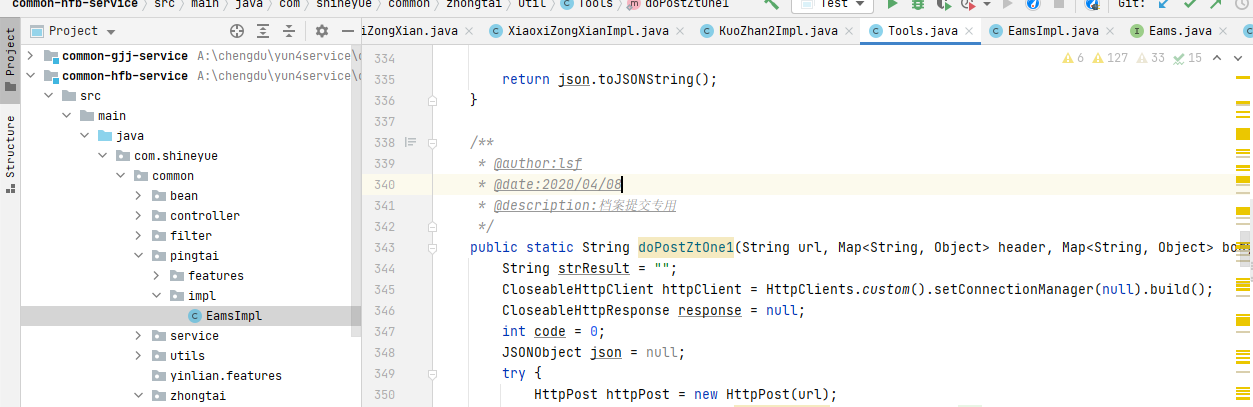 common-hfb-service > src > main > java > com > shineyue > common > zhongtai > util > Tools > doPostZtOne1 Test Git:
Project
iZongXian.java XiaoxiZongXianImpl.java KuoZhan2Impl.java Tools.java EamsImpl.java Eams.java
Project
Structure
common-gjj-service A:\chengdu\yun4service\c
common-hfb-service A:\chengdu\yun4service\c
src
main
java
com.shineyue
common
bean
controller
filter
pingtai
features
impl
EamsImpl
service
utils
yinlian.features
zhongtai
6 127 33 15
334
335 return json.toJSONString();
336 }
337
338 /**
339 * @author:lsf
340 * @date:2020/04/08
341 * @description:档案提交专用
342 */
343 public static String doPostZtOne1(String url, Map<String, Object> header, Map<String, Object> bo
344 String strResult = "";
345 CloseableHttpClient httpClient = HttpClients.custom().setConnectionManager(null).build();
346 CloseableHttpResponse response = null;
347 int code = 0;
348 JSONObject json = null;
349 try {
350 HttpPost httpPost = new HttpPost(url);